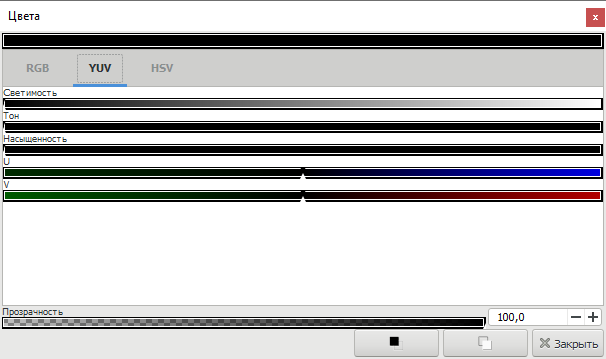 Цвета
RGB YUV HSV
Светимость
Тон
Насыщенность
U
V
Прозрачность
100,0
Закрыть